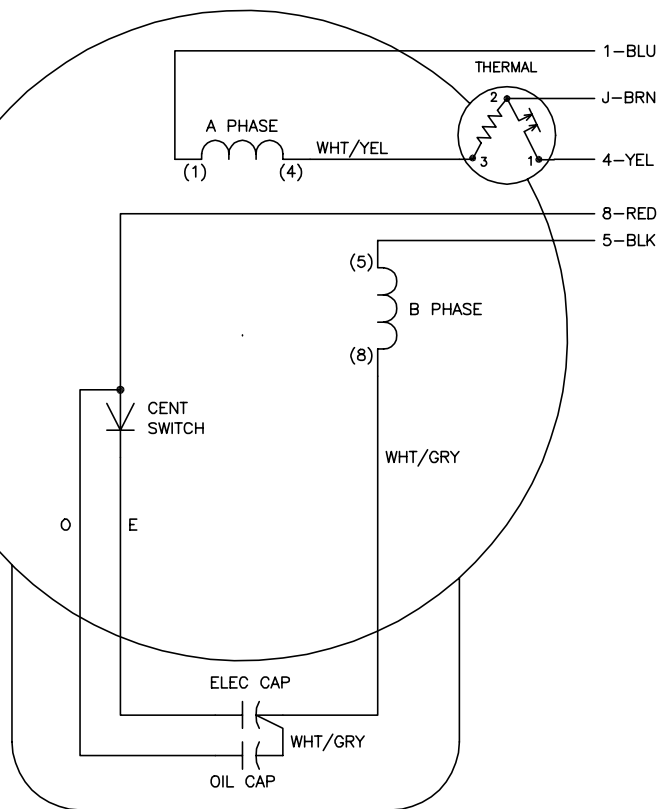 1-BLU
THERMAL
J-BRN
2
A PHASE
WHT/YEL
3
1
4-YEL
(1)
(4)
8-RED
5-BLK
(5)
B PHASE
(8)
CENT
SWITCH
WHT/GRY
O
E
ELEC CAP
WHT/GRY
OIL CAP